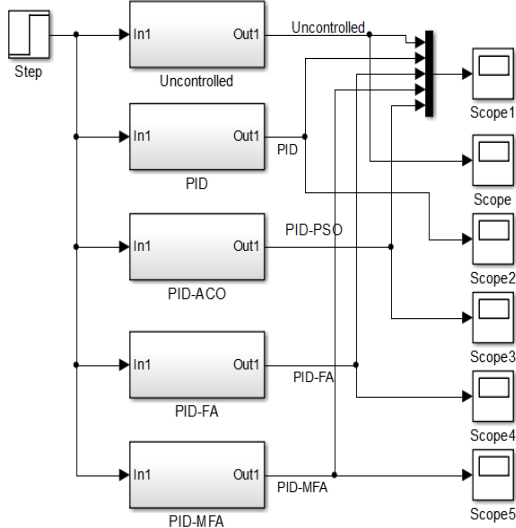 Step
In1
Out1
Uncontrolled
Uncontrolled
Scope1
In1
Out1
PID
PID
Scope
In1
Out1
PID-PSO
PID-ACO
Scope2
Scope3
In1
Out1
PID-FA
PID-FA
Scope4
In1
Out1
PID-MFA
PID-MFA
Scope5